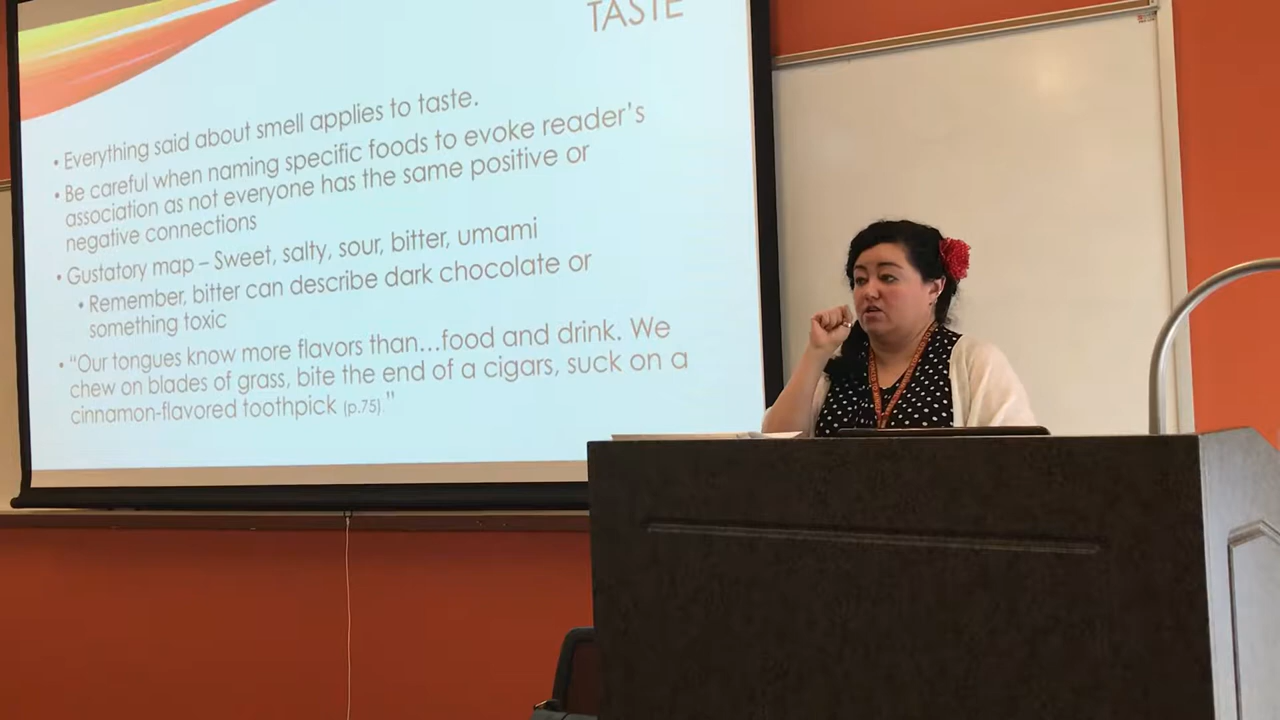 TASTE
• Everything said about smell applies to taste.
• Be careful when naming specific foods to evoke reader's
association as not everyone has the same positive or
negative connections
• Gustatory map – Sweet, salty, sour, bitter, umami
• Remember, bitter can describe dark chocolate or
something toxic
• "Our tongues know more flavors than…food and drink. We
chew on blades of grass, bite the end of a cigars, suck on a
cinnamon-flavored toothpick (p.75)."